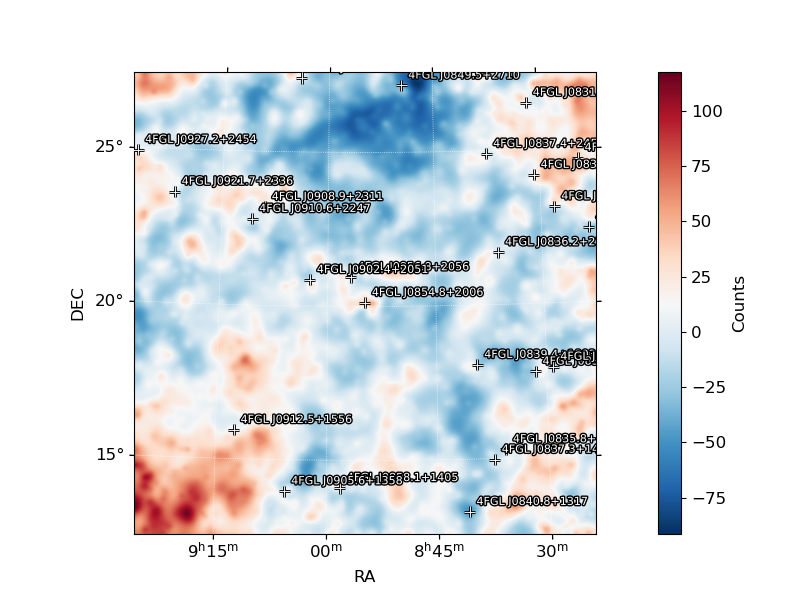 4FGL J0849.5+2710
4FGL J0831
4FGL J0927.2+2454
4FGL J0837.4+24
4FGL J083
4FGL J0921.7+2336
4FGL J0908.9+2311
4FGL J
4FGL J0910.6+2247
4FGL J0836.2+2
4FGL J0902.4+2051
+2056
4FGL J0854.8+2006
4FGL J0839.4+
4FGL J0912.5+1556
4FGL J0835.8+
4FGL J0837.3+14
4FGL J0905.6+1358
.1+1405
4FGL J0840.8+1317
25°
20°
15°
DEC
9h15m
00m
8h45m
30m
RA
100
75
50
25
0
−25
−50
−75
Counts